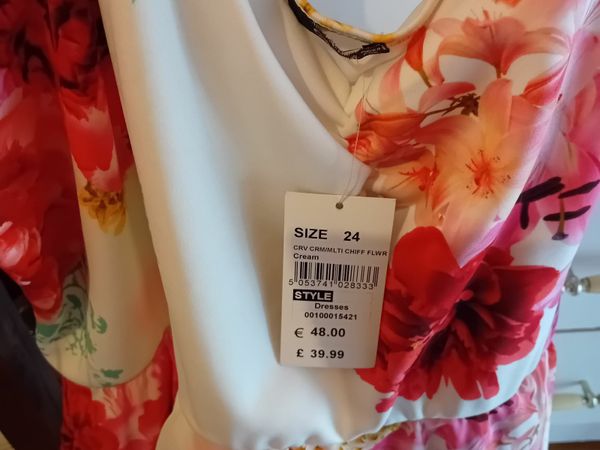 SIZE 24
CRV CRM/MLTI CHIFF FLWR
Cream
5 053741 028333
STYLE
Dresses
00100015421
€ 48.00
£ 39.99